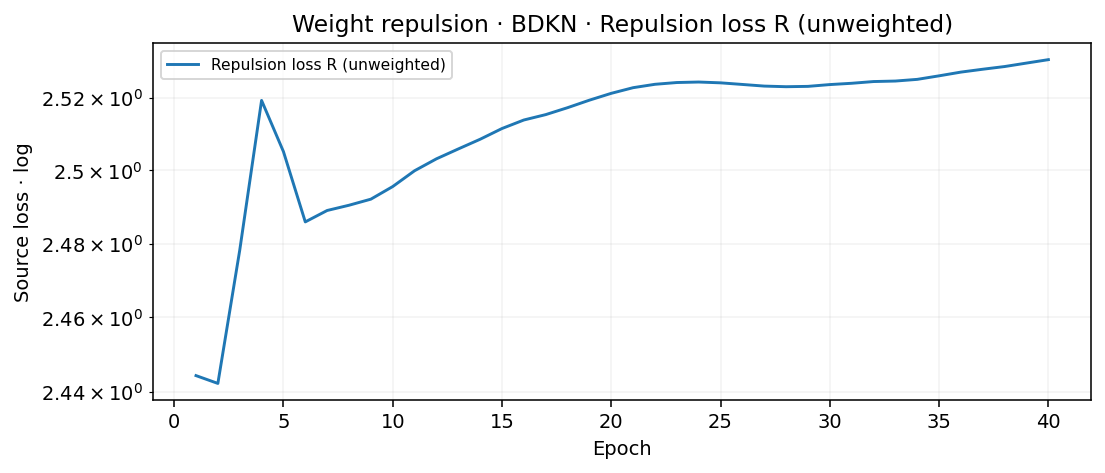 Weight repulsion · BDKN · Repulsion loss R (unweighted)
Repulsion loss R (unweighted)
Source loss · log
2.52 × 10⁰
2.5 × 10⁰
2.48 × 10⁰
2.46 × 10⁰
2.44 × 10⁰
0 5 10 15 20 25 30 35 40
Epoch